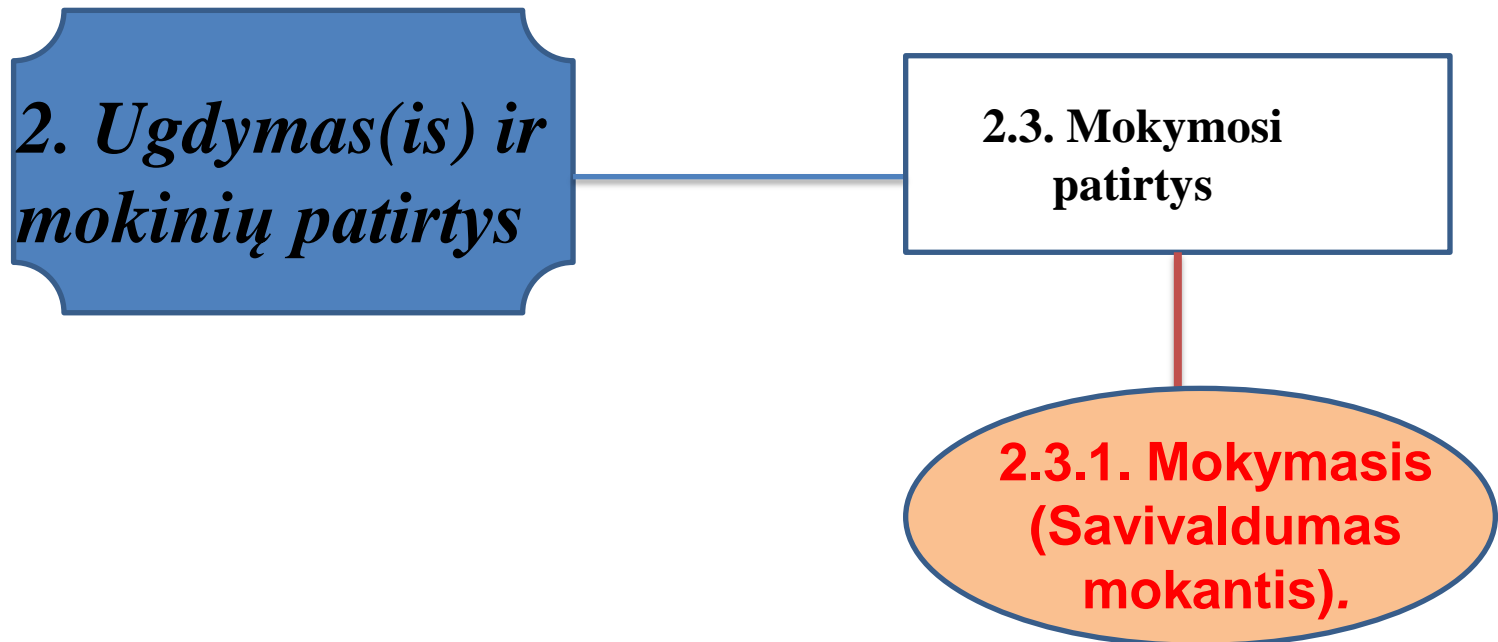 2. Ugdymas(is) ir
mokinių patirtys
2.3. Mokymosi
patirtys
2.3.1. Mokymasis
(Savivaldumas
mokantis).